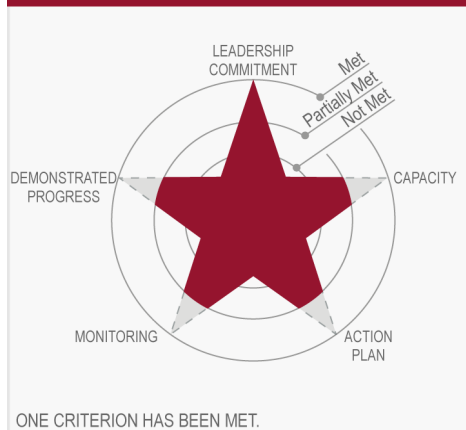 LEADERSHIP
COMMITMENT
Met
Partially Met
Not Met
DEMONSTRATED
PROGRESS
CAPACITY
MONITORING
ACTION
PLAN
ONE CRITERION HAS BEEN MET.